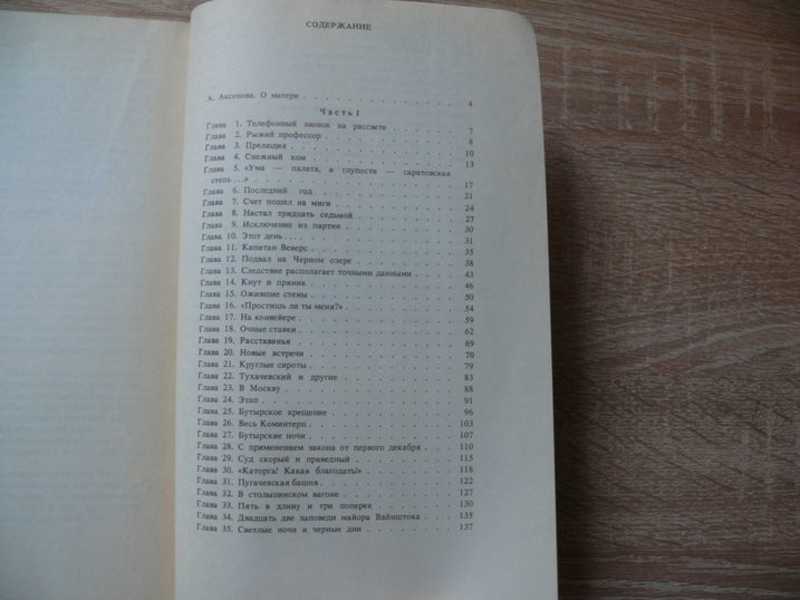 СОДЕРЖАНИЕ
А. Аксенова. О матери . . . . . . . . . . . . . . 4
Часть I
Глава 1. Телефонный звонок на рассвете . . . . . . . 7
Глава 2. Рыжий профессор . . . . . . . . . . . . 8
Глава 3. Прелюдия . . . . . . . . . . . . . . 10
Глава 4. Снежный ком . . . . . . . . . . . . . 13
Глава 5. «Ума — палата, а глупости — саратовская
степь...» . . . . . . . . . . . . . . . . 17
Глава 6. Последний год . . . . . . . . . . . . . 21
Глава 7. Счет пошел на миги . . . . . . . . . . . 24
Глава 8. Настал тридцать седьмой . . . . . . . . . 27
Глава 9. Исключение из партии . . . . . . . . . . 30
Глава 10. Этот день . . . . . . . . . . . . . . 31
Глава 11. Капитан Веверс . . . . . . . . . . . . 35
Глава 12. Подвал на Черном озере . . . . . . . . . 38
Глава 13. Следствие располагает точными данными . . . . 43
Глава 14. Кнут и пряник . . . . . . . . . . . . . 46
Глава 15. Ожившие стены . . . . . . . . . . . . 50
Глава 16. «Простишь ли ты меня?» . . . . . . . . . 54
Глава 17. На конвейере . . . . . . . . . . . . . 59
Глава 18. Очные ставки . . . . . . . . . . . . . 62
Глава 19. Расставанья . . . . . . . . . . . . . 69
Глава 20. Новые встречи . . . . . . . . . . . . 70
Глава 21. Круглые сироты . . . . . . . . . . . . 79
Глава 22. Тухачевский и другие . . . . . . . . . . 83
Глава 23. В Москву . . . . . . . . . . . . . . 88
Глава 24. Этап . . . . . . . . . . . . . . . . 91
Глава 25. Бутырское крещение . . . . . . . . . . 96
Глава 26. Весь Коминтерн . . . . . . . . . . . . 103
Глава 27. Бутырские ночи . . . . . . . . . . . . 107
Глава 28. С применением закона от первого декабря . . . 110
Глава 29. Суд скорый и праведный . . . . . . . . . 115
Глава 30. «Каторга! Какая благодать!» . . . . . . . . 118
Глава 31. Пугачевская башня . . . . . . . . . . . 122
Глава 32. В столыпинском вагоне . . . . . . . . . 127
Глава 33. Пять в длину и три поперек . . . . . . . . 130
Глава 34. Двадцать две заповеди майора Вайнштока . . . 135
Глава 35. Светлые ночи и черные дни . . . . . . . . 137